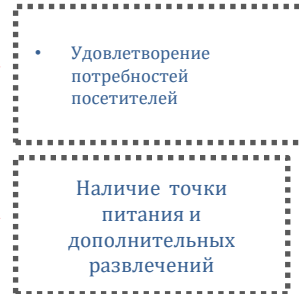 • Удовлетворение
потребностей
посетителей
Наличие точки
питания и
дополнительных
развлечений